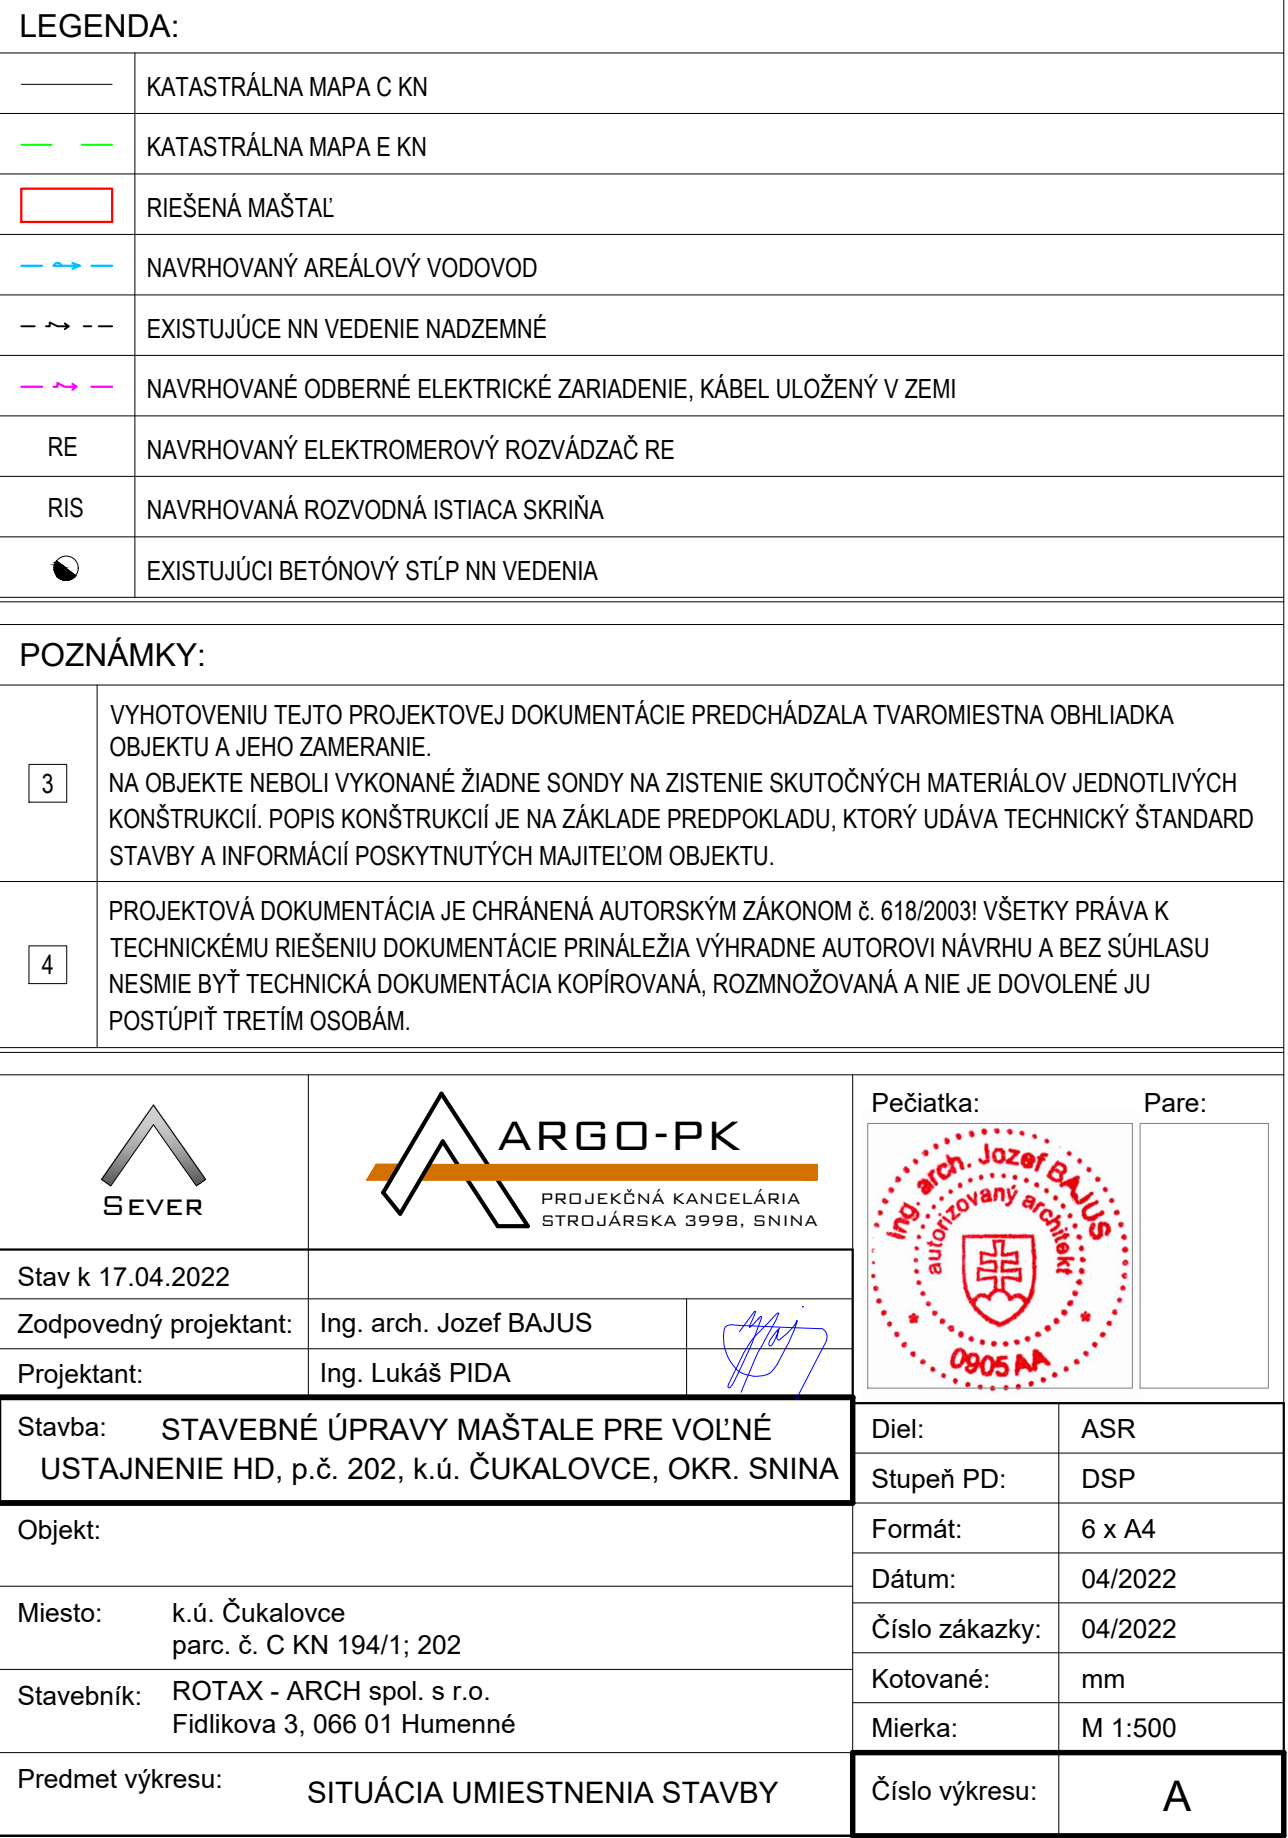 LEGENDA:
KATASTRÁLNA MAPA C KN
KATASTRÁLNA MAPA E KN
RIEŠENÁ MAŠTAĽ
NAVRHOVANÝ AREÁLOVÝ VODOVOD
EXISTUJÚCE NN VEDENIE NADZEMNÉ
NAVRHOVANÉ ODBERNÉ ELEKTRICKÉ ZARIADENIE, KÁBEL ULOŽENÝ V ZEMI
RE NAVRHOVANÝ ELEKTROMEROVÝ ROZVÁDZAČ RE
RIS NAVRHOVANÁ ROZVODNÁ ISTIACA SKRIŇA
EXISTUJÚCI BETÓNOVÝ STĹP NN VEDENIA
POZNÁMKY:
3
VYHOTOVENIU TEJTO PROJEKTOVEJ DOKUMENTÁCIE PREDCHÁDZALA TVAROMIESTNA OBHLIADKA
OBJEKTU A JEHO ZAMERANIE.
NA OBJEKTE NEBOLI VYKONANÉ ŽIADNE SONDY NA ZISTENIE SKUTOČNÝCH MATERIÁLOV JEDNOTLIVÝCH
KONŠTRUKCIÍ. POPIS KONŠTRUKCIÍ JE NA ZÁKLADE PREDPOKLADU, KTORÝ UDÁVA TECHNICKÝ ŠTANDARD
STAVBY A INFORMÁCIÍ POSKYTNUTÝCH MAJITEĽOM OBJEKTU.
4
PROJEKTOVÁ DOKUMENTÁCIA JE CHRÁNENÁ AUTORSKÝM ZÁKONOM č. 618/2003! VŠETKY PRÁVA K
TECHNICKÉMU RIEŠENIU DOKUMENTÁCIE PRINÁLEŽIA VÝHRADNE AUTOROVI NÁVRHU A BEZ SÚHLASU
NESMIE BYŤ TECHNICKÁ DOKUMENTÁCIA KOPÍROVANÁ, ROZMNOŽOVANÁ A NIE JE DOVOLENÉ JU
POSTÚPIŤ TRETÍM OSOBÁM.
SEVER
ARGO-PK
PROJEKČNÁ KANCELÁRIA
STROJÁRSKA 3998, SNINA
Pečiatka: Pare:
Ing. arch. Jozef BAJUS
autorizovaný architekt
* 0905 AA *
Stav k 17.04.2022
Zodpovedný projektant: Ing. arch. Jozef BAJUS
Projektant: Ing. Lukáš PIDA
Stavba: STAVEBNÉ ÚPRAVY MAŠTALE PRE VOĽNÉ
USTAJNENIE HD, p.č. 202, k.ú. ČUKALOVCE, OKR. SNINA
Objekt:
Miesto: k.ú. Čukalovce
parc. č. C KN 194/1; 202
Stavebník: ROTAX - ARCH spol. s r.o.
Fidlikova 3, 066 01 Humenné
Predmet výkresu: SITUÁCIA UMIESTNENIA STAVBY
Diel: ASR
Stupeň PD: DSP
Formát: 6 x A4
Dátum: 04/2022
Číslo zákazky: 04/2022
Kotované: mm
Mierka: M 1:500
Číslo výkresu: A